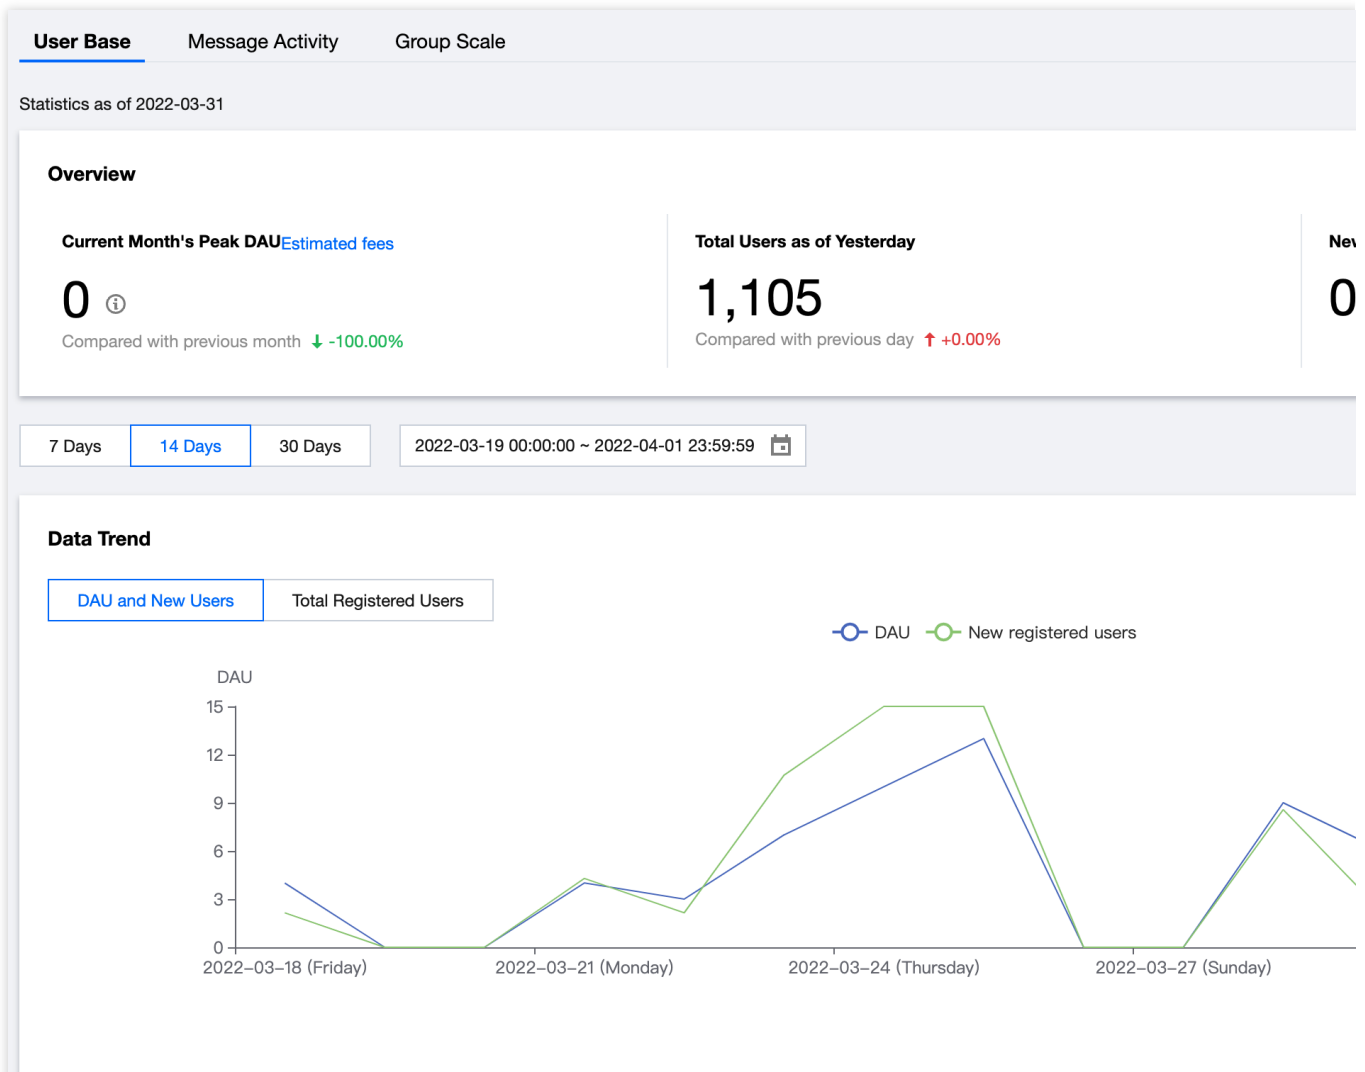 User Base Message Activity Group Scale
Statistics as of 2022-03-31
Overview
Current Month's Peak DAU Estimated fees
0
Compared with previous month -100.00%
Total Users as of Yesterday
1,105
Compared with previous day +0.00%
0
7 Days 14 Days 30 Days 2022-03-19 00:00:00 ~ 2022-04-01 23:59:59
Data Trend
DAU and New Users Total Registered Users
DAU New registered users
DAU
15
12
9
6
3
0
2022-03-18 (Friday) 2022-03-21 (Monday) 2022-03-24 (Thursday) 2022-03-27 (Sunday)